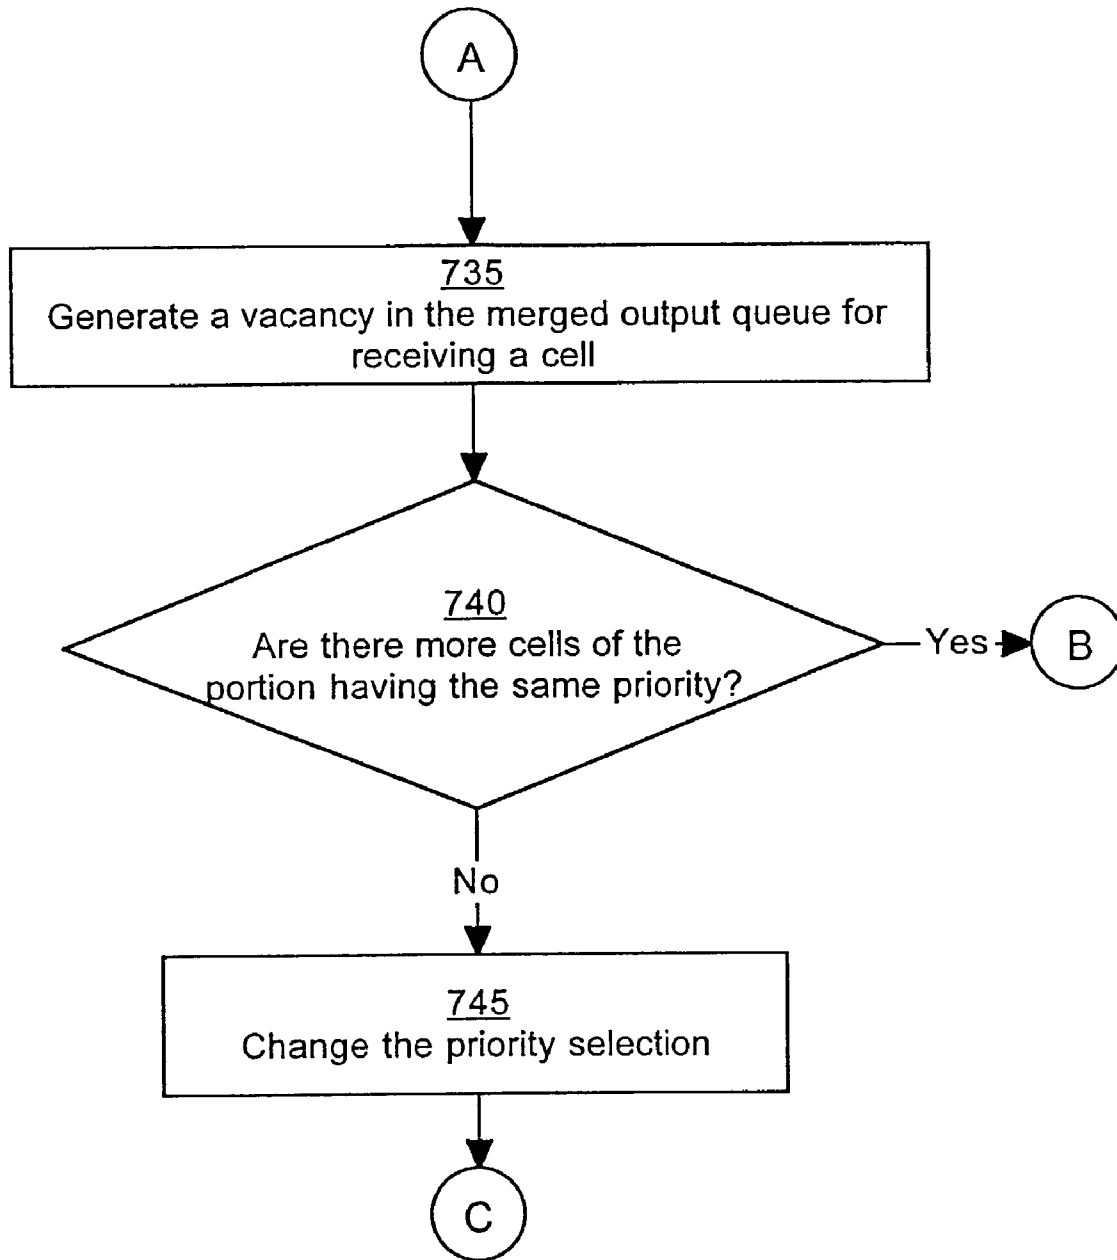 A
735
Generate a vacancy in the merged output queue for
receiving a cell
740
Are there more cells of the
portion having the same priority?
Yes
B
No
745
Change the priority selection
C